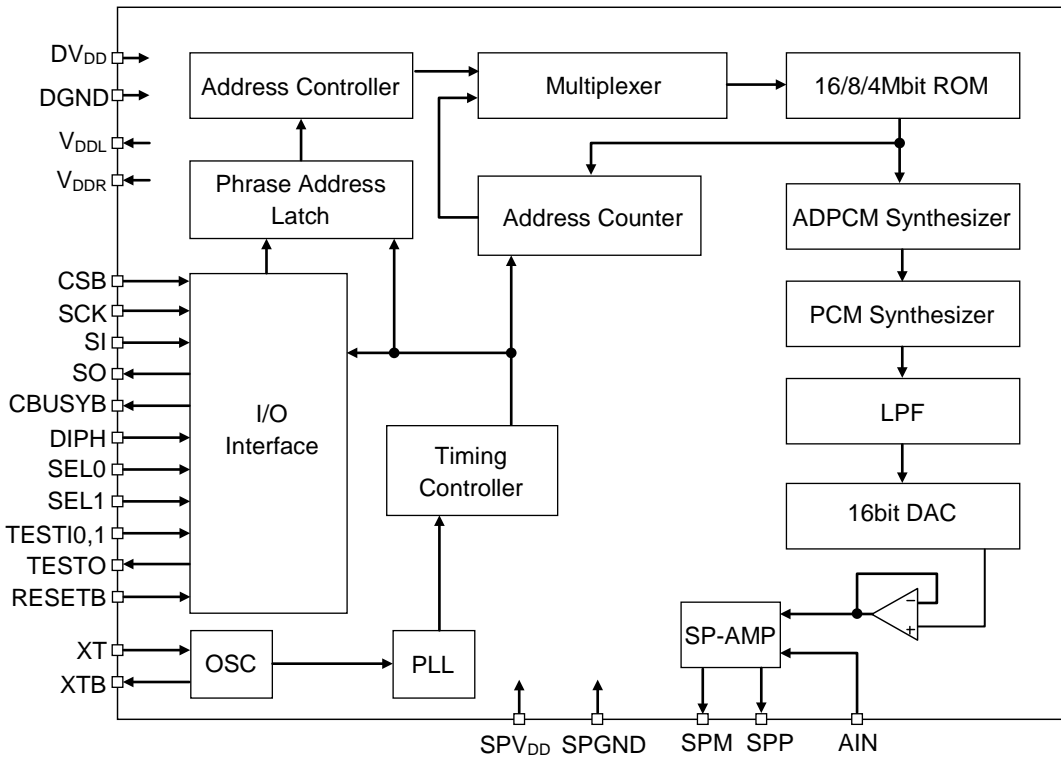 DVDD
DGND
VDDL
VDDR
CSB
SCK
SI
SO
CBUSYB
DIPH
SEL0
SEL1
TESTI0,1
TESTO
RESETB
XT
XTB
Address Controller
Multiplexer
16/8/4Mbit ROM
Phrase Address
Latch
Address Counter
ADPCM Synthesizer
PCM Synthesizer
I/O
Interface
LPF
Timing
Controller
16bit DAC
−
+
SP-AMP
OSC
PLL
SPVDD
SPGND
SPM
SPP
AIN